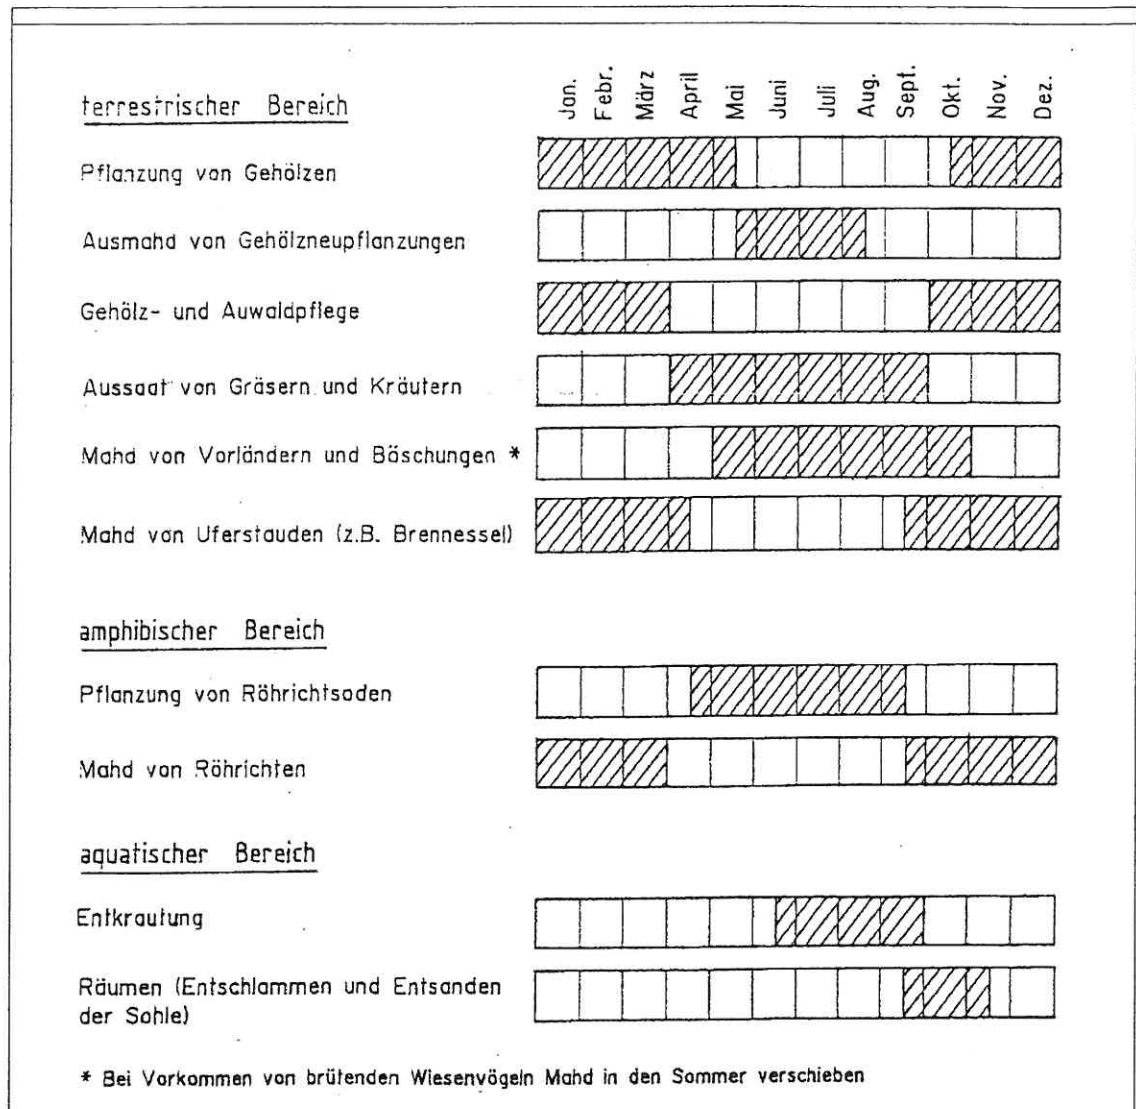 terrestrischer Bereich
Jan. Febr. März April Mai Juni Juli Aug. Sept. Okt. Nov. Dez.
Pflanzung von Gehölzen
Ausmahd von Gehölzneupflanzungen
Gehölz- und Auwaldpflege
Aussaat von Gräsern und Kräutern
Mahd von Vorländern und Böschungen *
Mahd von Uferstauden (z.B. Brennessel)
amphibischer Bereich
Pflanzung von Röhrichtsoden
Mahd von Röhrichten
aquatischer Bereich
Entkrautung
Räumen (Entschlammen und Entsanden
der Sohle)
* Bei Vorkommen von brütenden Wiesenvögeln Mahd in den Sommer verschieben